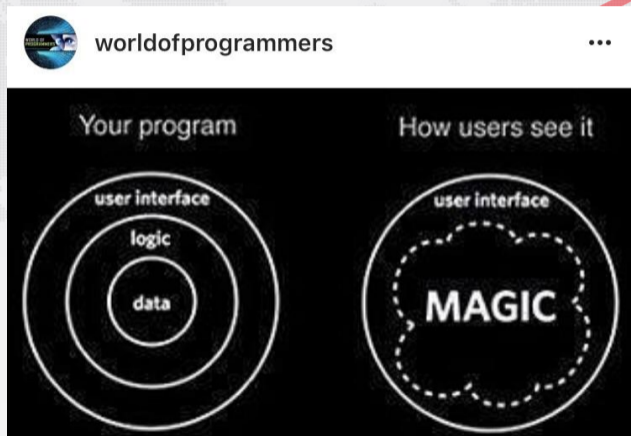 worldofprogrammers
Your program
user interface
logic
data
How users see it
user interface
MAGIC